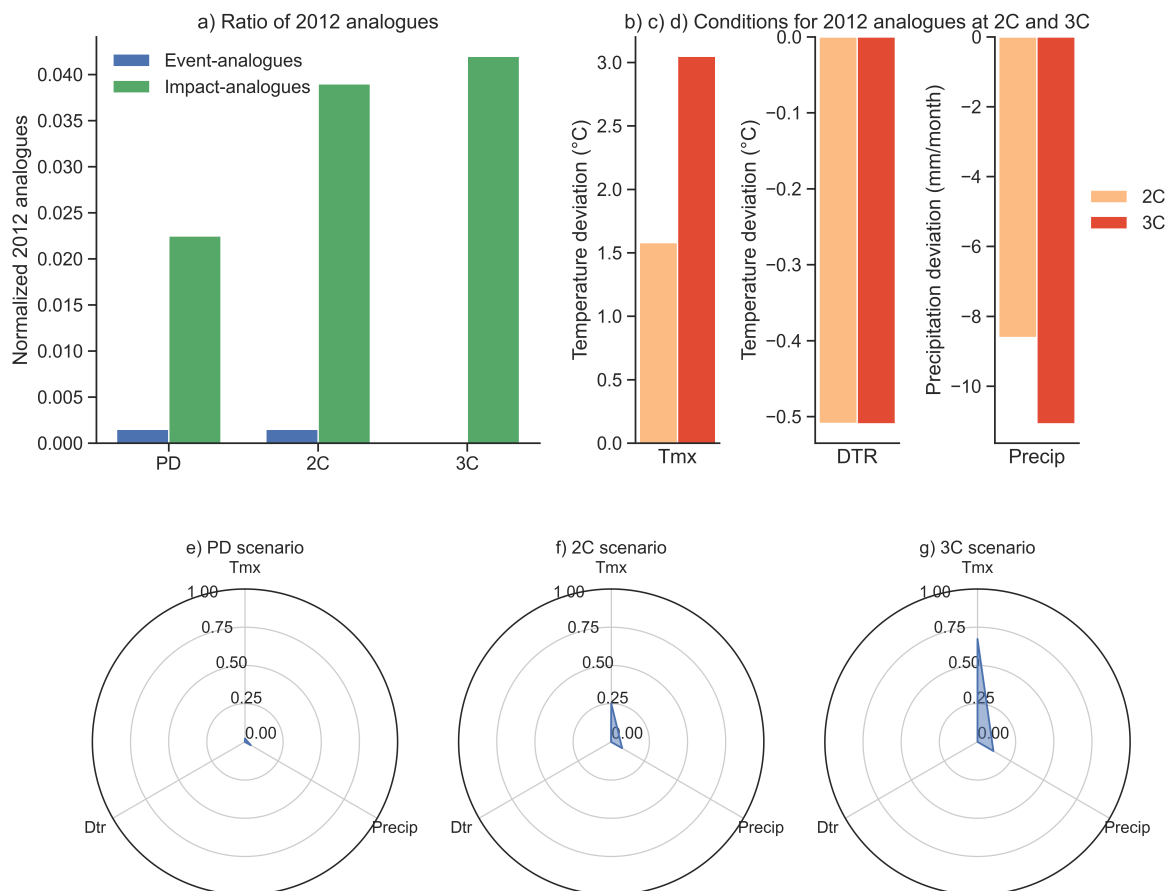 a) Ratio of 2012 analogues
Normalized 2012 analogues
0.040
0.035
0.030
0.025
0.020
0.015
0.010
0.005
0.000
Event-analogues
Impact-analogues
PD
2C
3C
b) c) d) Conditions for 2012 analogues at 2C and 3C
Temperature deviation (°C)
3.0
2.5
2.0
1.5
1.0
0.5
0.0
Tmx
Temperature deviation (°C)
0.0
−0.1
−0.2
−0.3
−0.4
−0.5
DTR
Precipitation deviation (mm/month)
0
−2
−4
−6
−8
−10
Precip
2C
3C
e) PD scenario
Tmx
1.00
0.75
0.50
0.25
0.00
Dtr
Precip
f) 2C scenario
Tmx
1.00
0.75
0.50
0.25
0.00
Dtr
Precip
g) 3C scenario
Tmx
1.00
0.75
0.50
0.25
0.00
Dtr
Precip